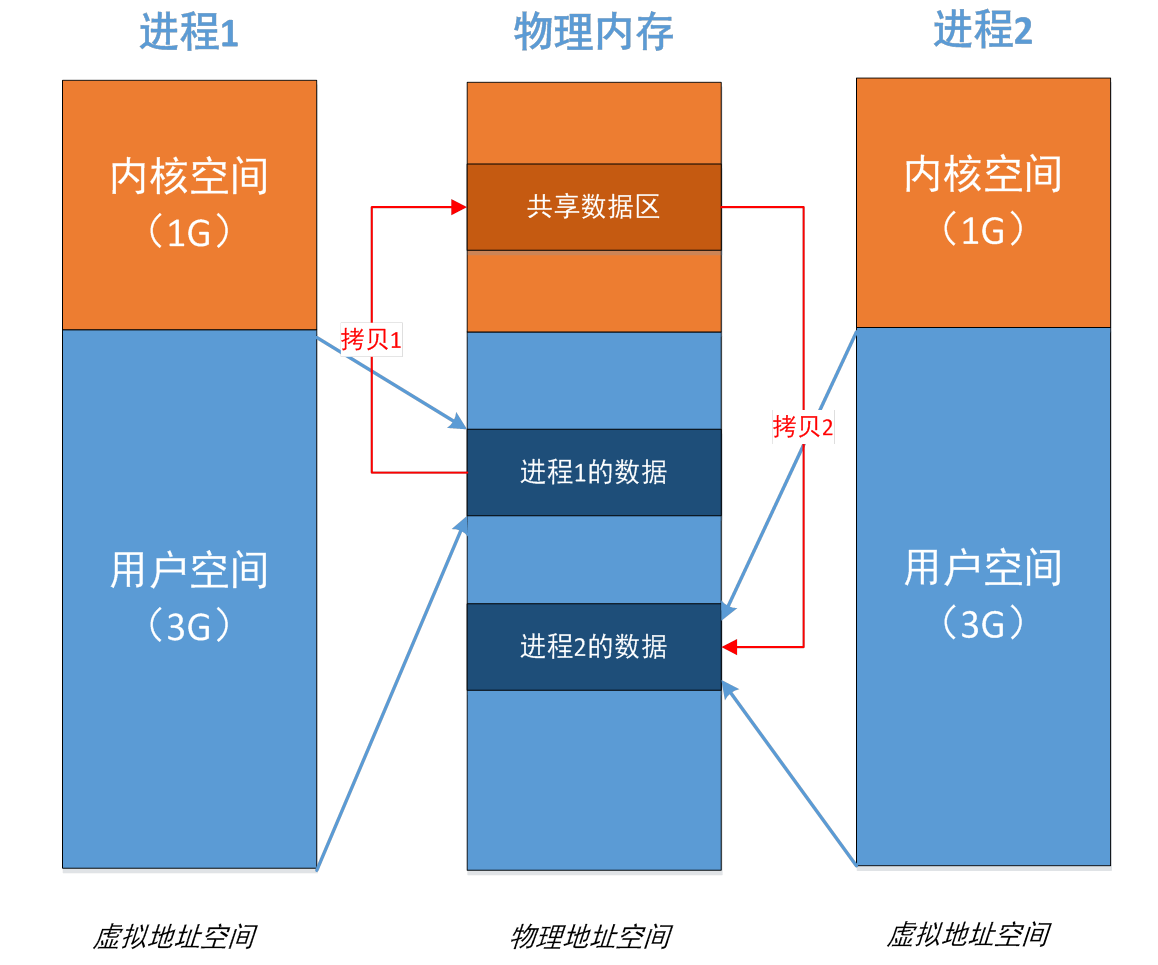 进程1
物理内存
进程2
内核空间
（1G）
共享数据区
内核空间
（1G）
拷贝1
拷贝2
进程1的数据
用户空间
（3G）
进程2的数据
用户空间
（3G）
虚拟地址空间
物理地址空间
虚拟地址空间